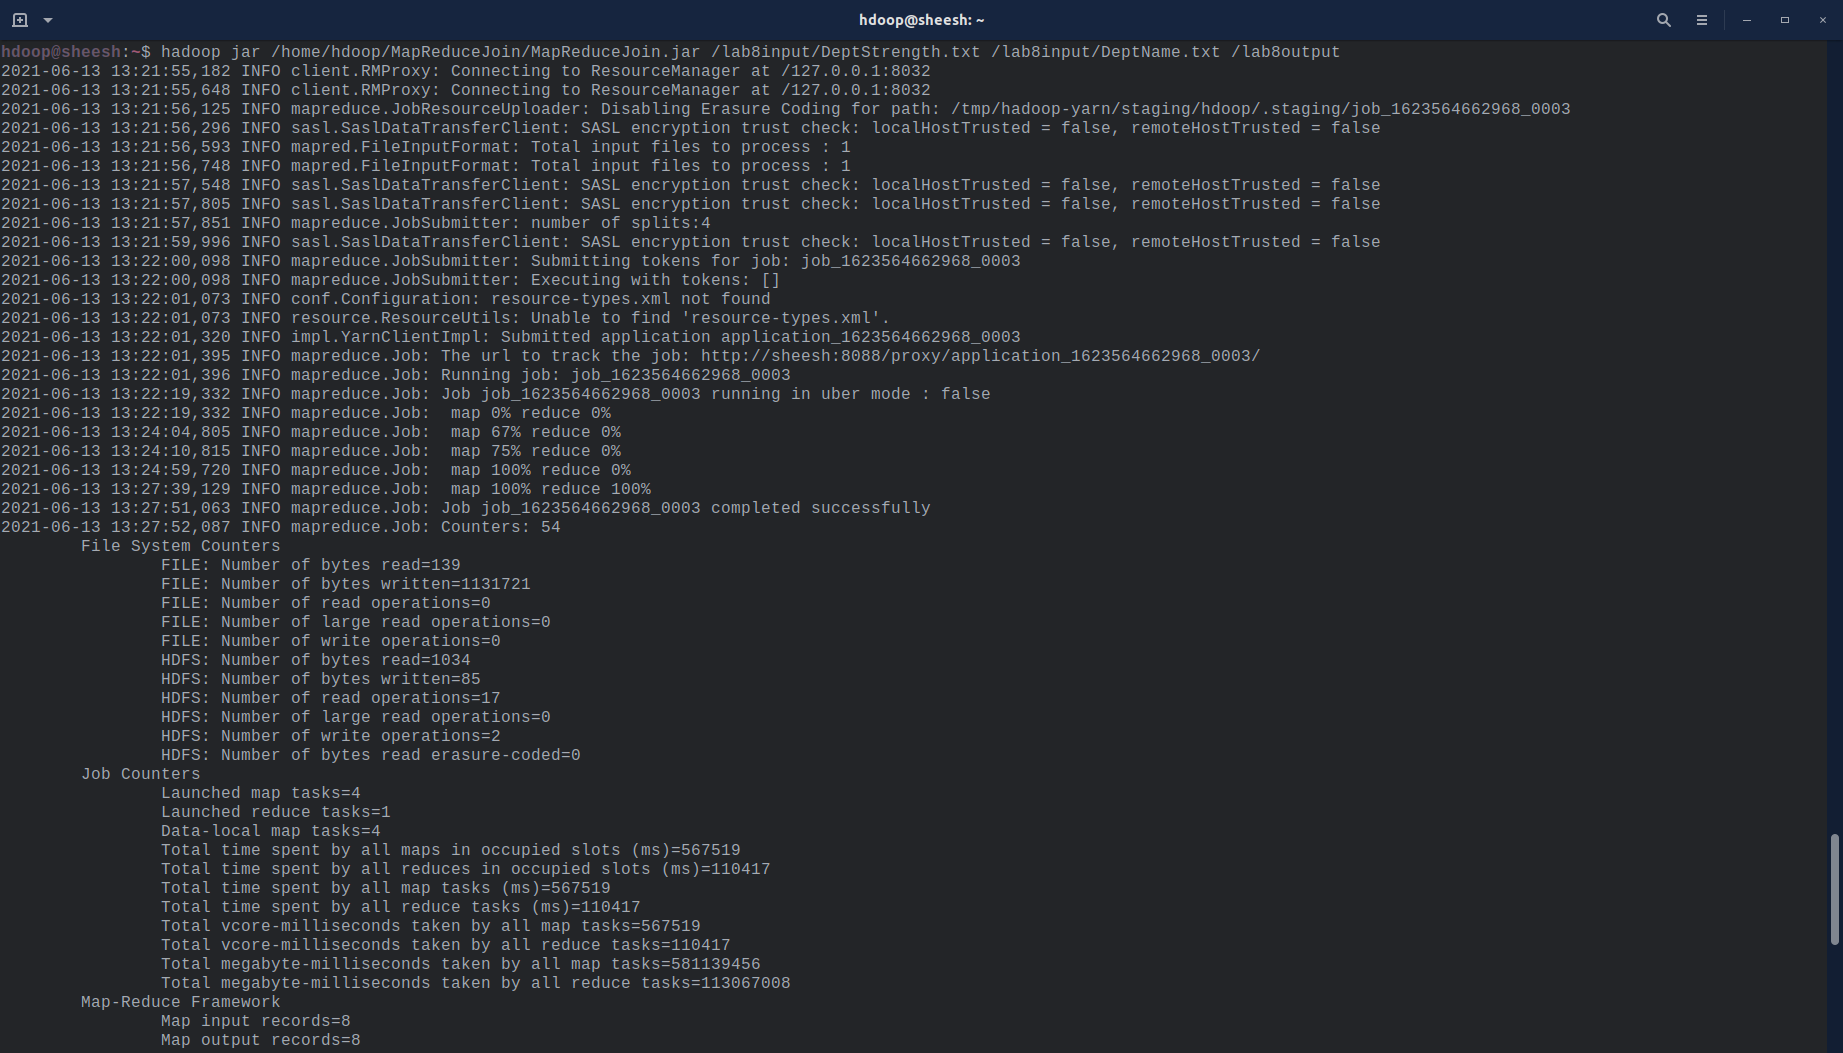 hdoop@sheesh: ~
hdoop@sheesh:~$ hadoop jar /home/hdoop/MapReduceJoin/MapReduceJoin.jar /lab8input/DeptStrength.txt /lab8input/DeptName.txt /lab8output
2021-06-13 13:21:55,182 INFO client.RMProxy: Connecting to ResourceManager at /127.0.0.1:8032
2021-06-13 13:21:55,648 INFO client.RMProxy: Connecting to ResourceManager at /127.0.0.1:8032
2021-06-13 13:21:56,125 INFO mapreduce.JobResourceUploader: Disabling Erasure Coding for path: /tmp/hadoop-yarn/staging/hdoop/.staging/job_1623564662968_0003
2021-06-13 13:21:56,296 INFO sasl.SaslDataTransferClient: SASL encryption trust check: localHostTrusted = false, remoteHostTrusted = false
2021-06-13 13:21:56,593 INFO mapred.FileInputFormat: Total input files to process : 1
2021-06-13 13:21:56,748 INFO mapred.FileInputFormat: Total input files to process : 1
2021-06-13 13:21:57,548 INFO sasl.SaslDataTransferClient: SASL encryption trust check: localHostTrusted = false, remoteHostTrusted = false
2021-06-13 13:21:57,805 INFO sasl.SaslDataTransferClient: SASL encryption trust check: localHostTrusted = false, remoteHostTrusted = false
2021-06-13 13:21:57,851 INFO mapreduce.JobSubmitter: number of splits:4
2021-06-13 13:21:59,996 INFO sasl.SaslDataTransferClient: SASL encryption trust check: localHostTrusted = false, remoteHostTrusted = false
2021-06-13 13:22:00,098 INFO mapreduce.JobSubmitter: Submitting tokens for job: job_1623564662968_0003
2021-06-13 13:22:00,098 INFO mapreduce.JobSubmitter: Executing with tokens: []
2021-06-13 13:22:01,073 INFO conf.Configuration: resource-types.xml not found
2021-06-13 13:22:01,073 INFO resource.ResourceUtils: Unable to find 'resource-types.xml'.
2021-06-13 13:22:01,320 INFO impl.YarnClientImpl: Submitted application application_1623564662968_0003
2021-06-13 13:22:01,395 INFO mapreduce.Job: The url to track the job: http://sheesh:8088/proxy/application_1623564662968_0003/
2021-06-13 13:22:01,396 INFO mapreduce.Job: Running job: job_1623564662968_0003
2021-06-13 13:22:19,332 INFO mapreduce.Job: Job job_1623564662968_0003 running in uber mode : false
2021-06-13 13:22:19,332 INFO mapreduce.Job:  map 0% reduce 0%
2021-06-13 13:24:04,805 INFO mapreduce.Job:  map 67% reduce 0%
2021-06-13 13:24:10,815 INFO mapreduce.Job:  map 75% reduce 0%
2021-06-13 13:24:59,720 INFO mapreduce.Job:  map 100% reduce 0%
2021-06-13 13:27:39,129 INFO mapreduce.Job:  map 100% reduce 100%
2021-06-13 13:27:51,063 INFO mapreduce.Job: Job job_1623564662968_0003 completed successfully
2021-06-13 13:27:52,087 INFO mapreduce.Job: Counters: 54
File System Counters
FILE: Number of bytes read=139
FILE: Number of bytes written=1131721
FILE: Number of read operations=0
FILE: Number of large read operations=0
FILE: Number of write operations=0
HDFS: Number of bytes read=1034
HDFS: Number of bytes written=85
HDFS: Number of read operations=17
HDFS: Number of large read operations=0
HDFS: Number of write operations=2
HDFS: Number of bytes read erasure-coded=0
Job Counters
Launched map tasks=4
Launched reduce tasks=1
Data-local map tasks=4
Total time spent by all maps in occupied slots (ms)=567519
Total time spent by all reduces in occupied slots (ms)=110417
Total time spent by all map tasks (ms)=567519
Total time spent by all reduce tasks (ms)=110417
Total vcore-milliseconds taken by all map tasks=567519
Total vcore-milliseconds taken by all reduce tasks=110417
Total megabyte-milliseconds taken by all map tasks=581139456
Total megabyte-milliseconds taken by all reduce tasks=113067008
Map-Reduce Framework
Map input records=8
Map output records=8